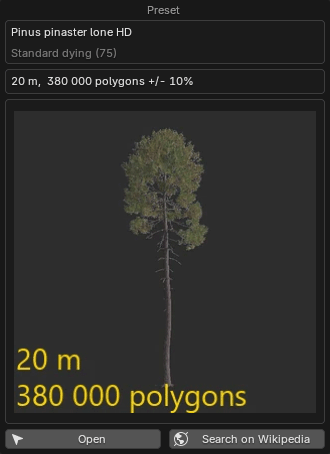 Preset
Pinus pinaster lone HD
Standard dying (75)
20 m, 380 000 polygons +/- 10%
20 m
380 000 polygons
Open
Search on Wikipedia